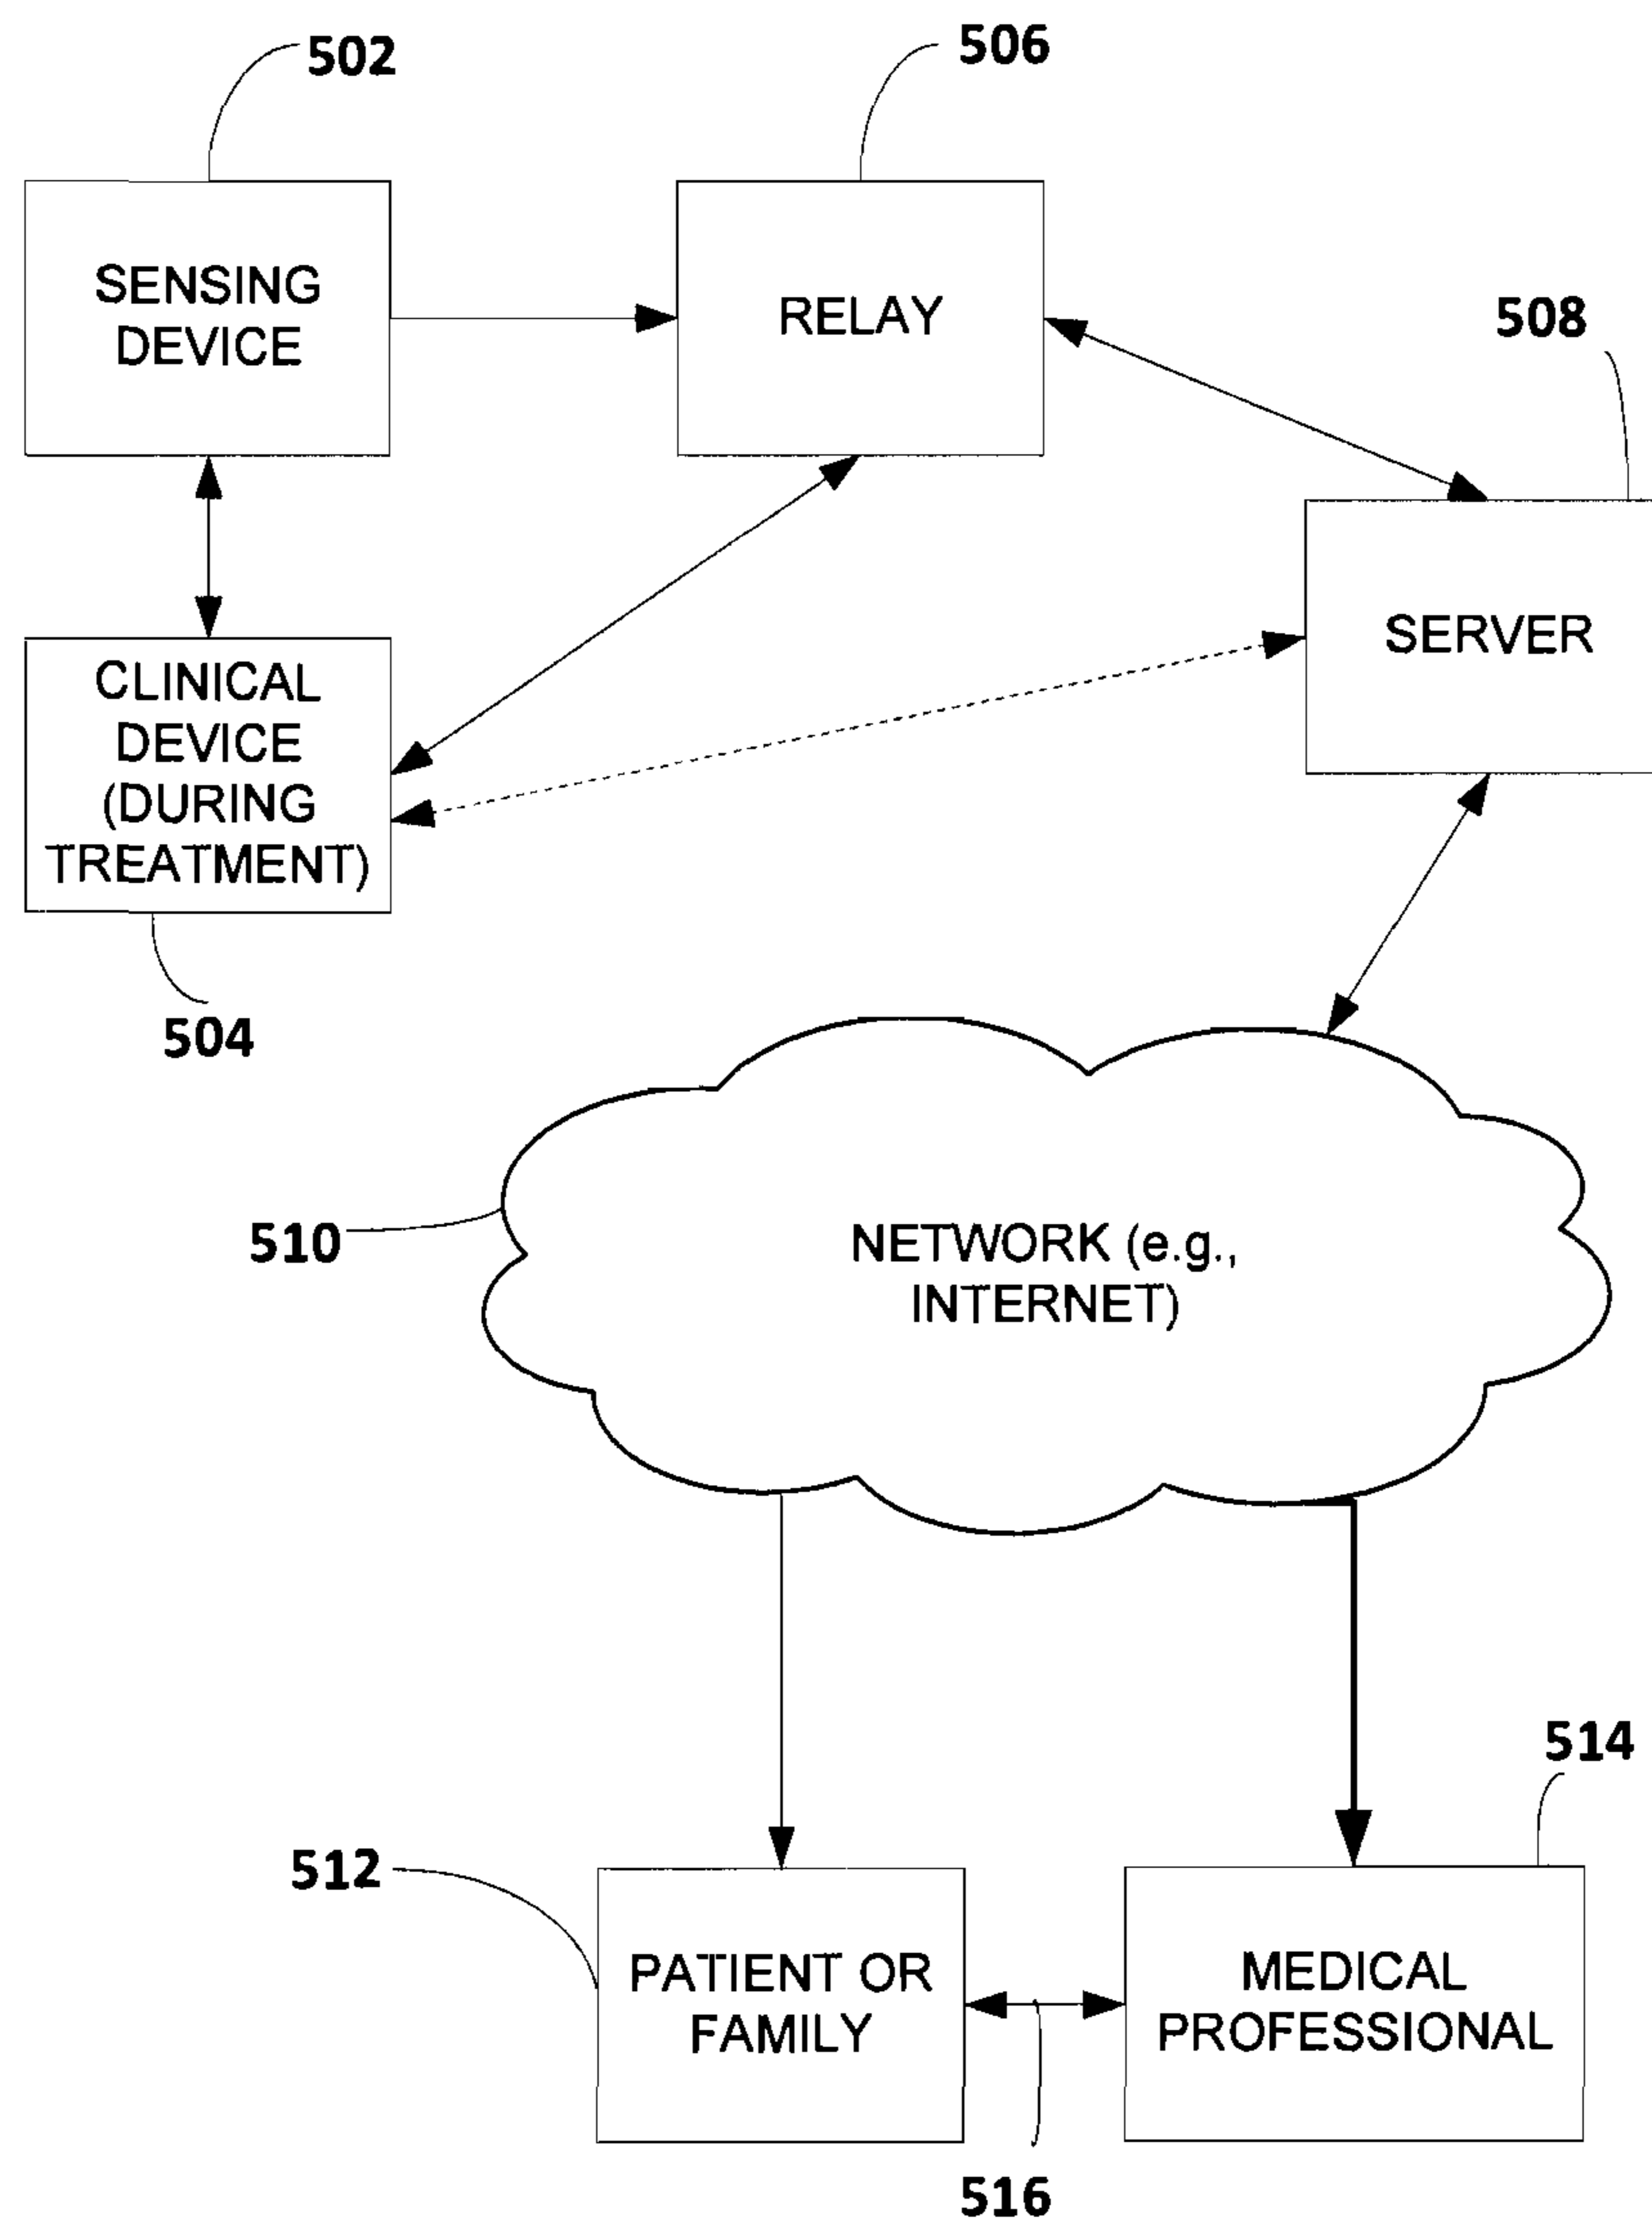 502
506
SENSING
DEVICE
RELAY
508
SERVER
CLINICAL
DEVICE
(DURING
TREATMENT)
504
510
NETWORK (e.g.,
INTERNET)
514
512
PATIENT OR
FAMILY
MEDICAL
PROFESSIONAL
516